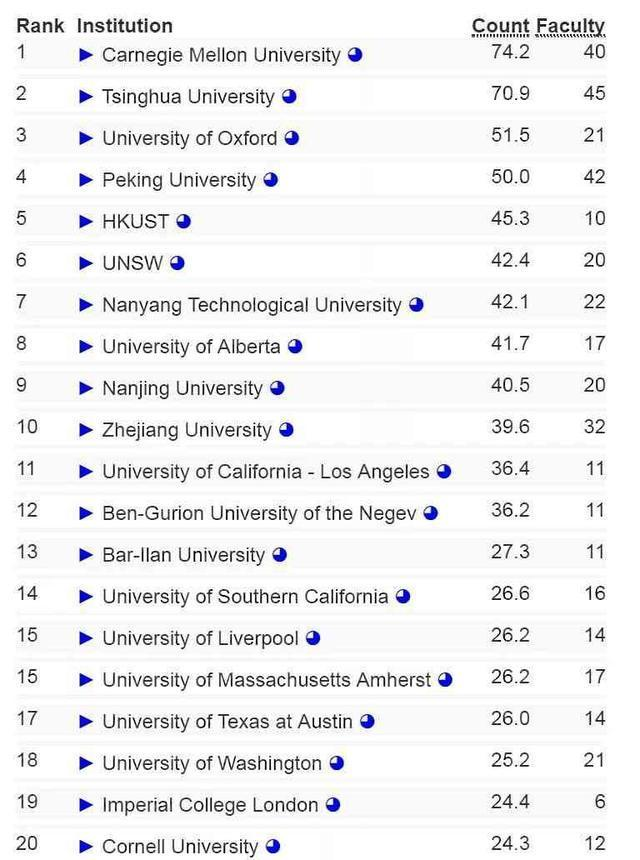 Rank Institution Count Faculty
1 ► Carnegie Mellon University 74.2 40
2 ► Tsinghua University 70.9 45
3 ► University of Oxford 51.5 21
4 ► Peking University 50.0 42
5 ► HKUST 45.3 10
6 ► UNSW 42.4 20
7 ► Nanyang Technological University 42.1 22
8 ► University of Alberta 41.7 17
9 ► Nanjing University 40.5 20
10 ► Zhejiang University 39.6 32
11 ► University of California - Los Angeles 36.4 11
12 ► Ben-Gurion University of the Negev 36.2 11
13 ► Bar-Ilan University 27.3 11
14 ► University of Southern California 26.6 16
15 ► University of Liverpool 26.2 14
15 ► University of Massachusetts Amherst 26.2 17
17 ► University of Texas at Austin 26.0 14
18 ► University of Washington 25.2 21
19 ► Imperial College London 24.4 6
20 ► Cornell University 24.3 12